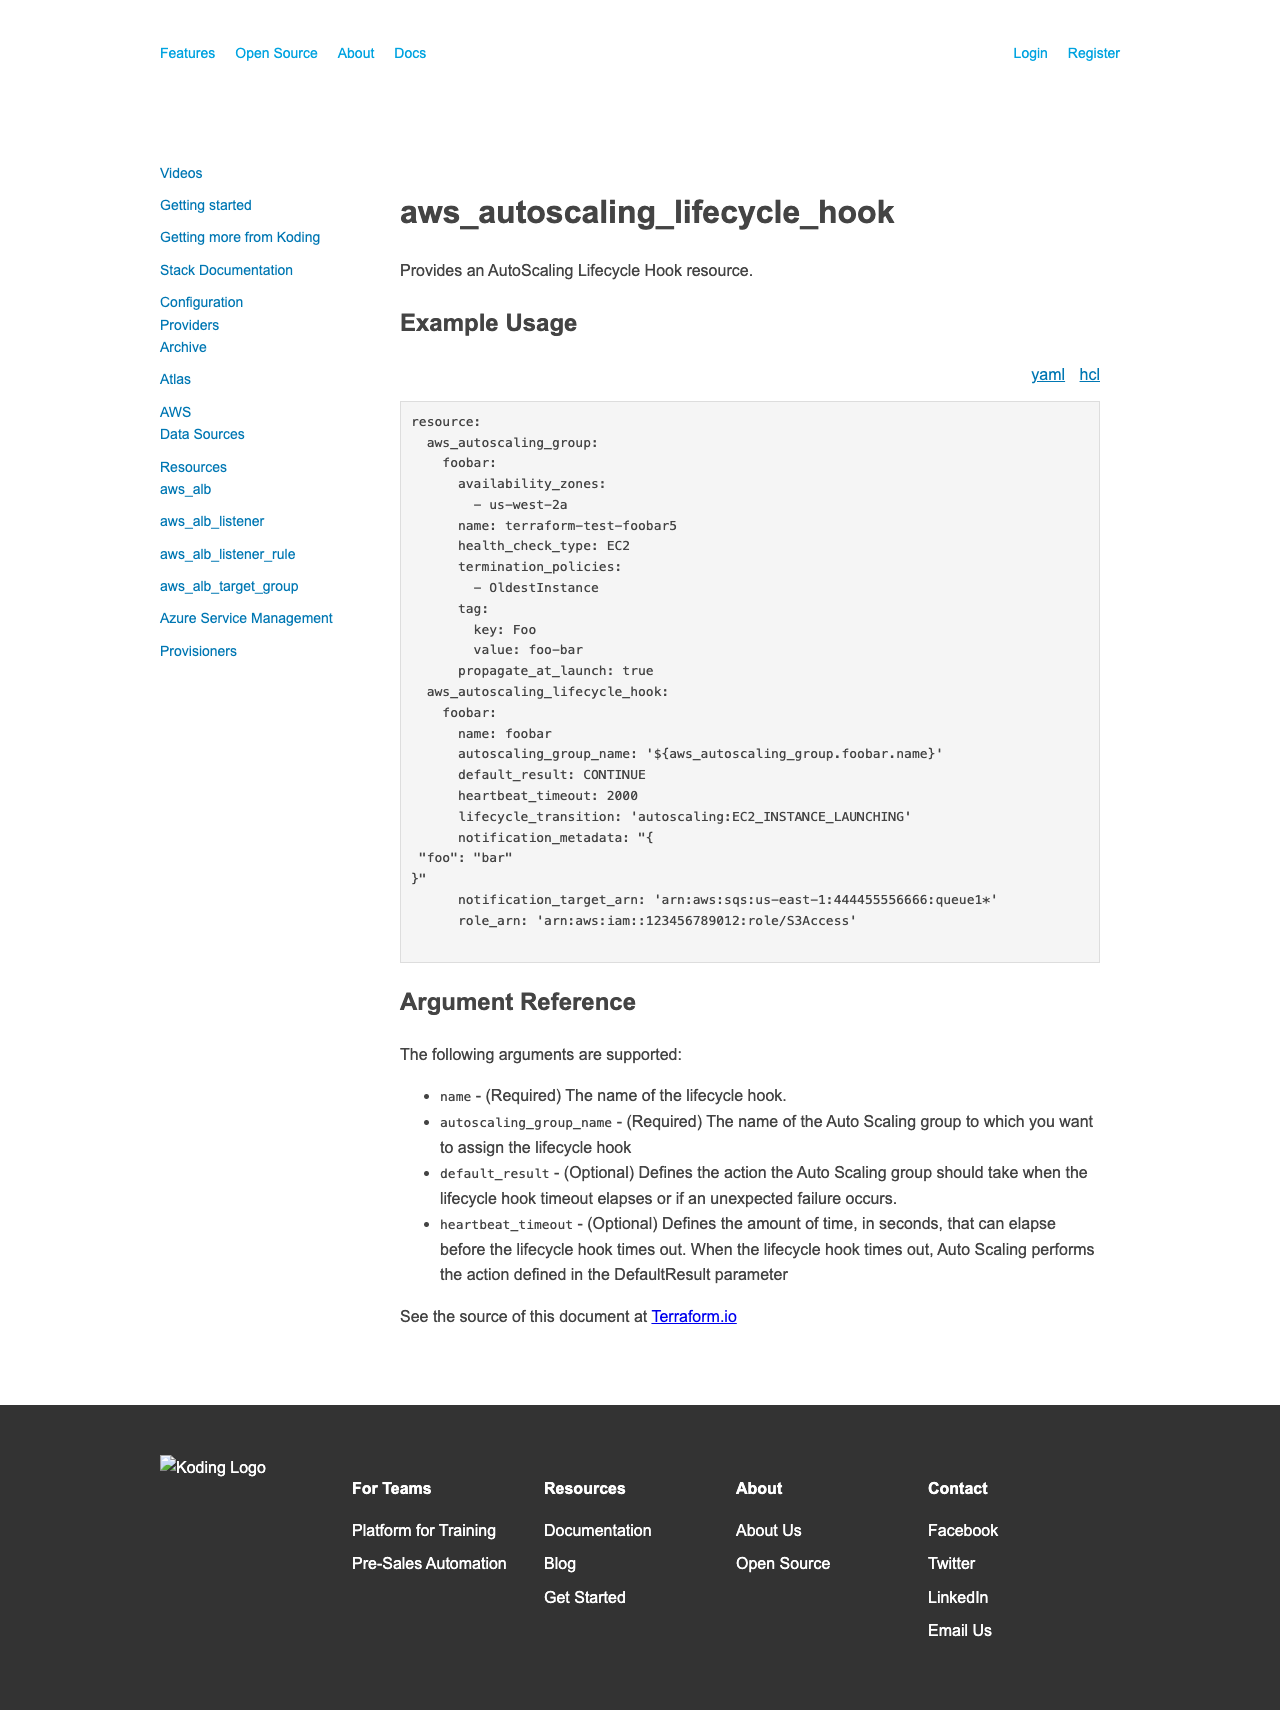 Features Open Source About Docs Login Register
Videos
Getting started
Getting more from Koding
Stack Documentation
Configuration
Providers
Archive
Atlas
AWS
Data Sources
Resources
aws_alb
aws_alb_listener
aws_alb_listener_rule
aws_alb_target_group
Azure Service Management
Provisioners
aws_autoscaling_lifecycle_hook
Provides an AutoScaling Lifecycle Hook resource.
Example Usage
yaml hcl
resource:
  aws_autoscaling_group:
    foobar:
      availability_zones:
        - us-west-2a
      name: terraform-test-foobar5
      health_check_type: EC2
      termination_policies:
        - OldestInstance
      tag:
        key: Foo
        value: foo-bar
      propagate_at_launch: true
  aws_autoscaling_lifecycle_hook:
    foobar:
      name: foobar
      autoscaling_group_name: '${aws_autoscaling_group.foobar.name}'
      default_result: CONTINUE
      heartbeat_timeout: 2000
      lifecycle_transition: 'autoscaling:EC2_INSTANCE_LAUNCHING'
      notification_metadata: "{
 "foo": "bar"
}"
      notification_target_arn: 'arn:aws:sqs:us-east-1:444455556666:queue1*'
      role_arn: 'arn:aws:iam::123456789012:role/S3Access'
Argument Reference
The following arguments are supported:
• name - (Required) The name of the lifecycle hook.
• autoscaling_group_name - (Required) The name of the Auto Scaling group to which you want
to assign the lifecycle hook
• default_result - (Optional) Defines the action the Auto Scaling group should take when the
lifecycle hook timeout elapses or if an unexpected failure occurs.
• heartbeat_timeout - (Optional) Defines the amount of time, in seconds, that can elapse
before the lifecycle hook times out. When the lifecycle hook times out, Auto Scaling performs
the action defined in the DefaultResult parameter
See the source of this document at Terraform.io
Koding Logo
For Teams
Platform for Training
Pre-Sales Automation
Resources
Documentation
Blog
Get Started
About
About Us
Open Source
Contact
Facebook
Twitter
LinkedIn
Email Us